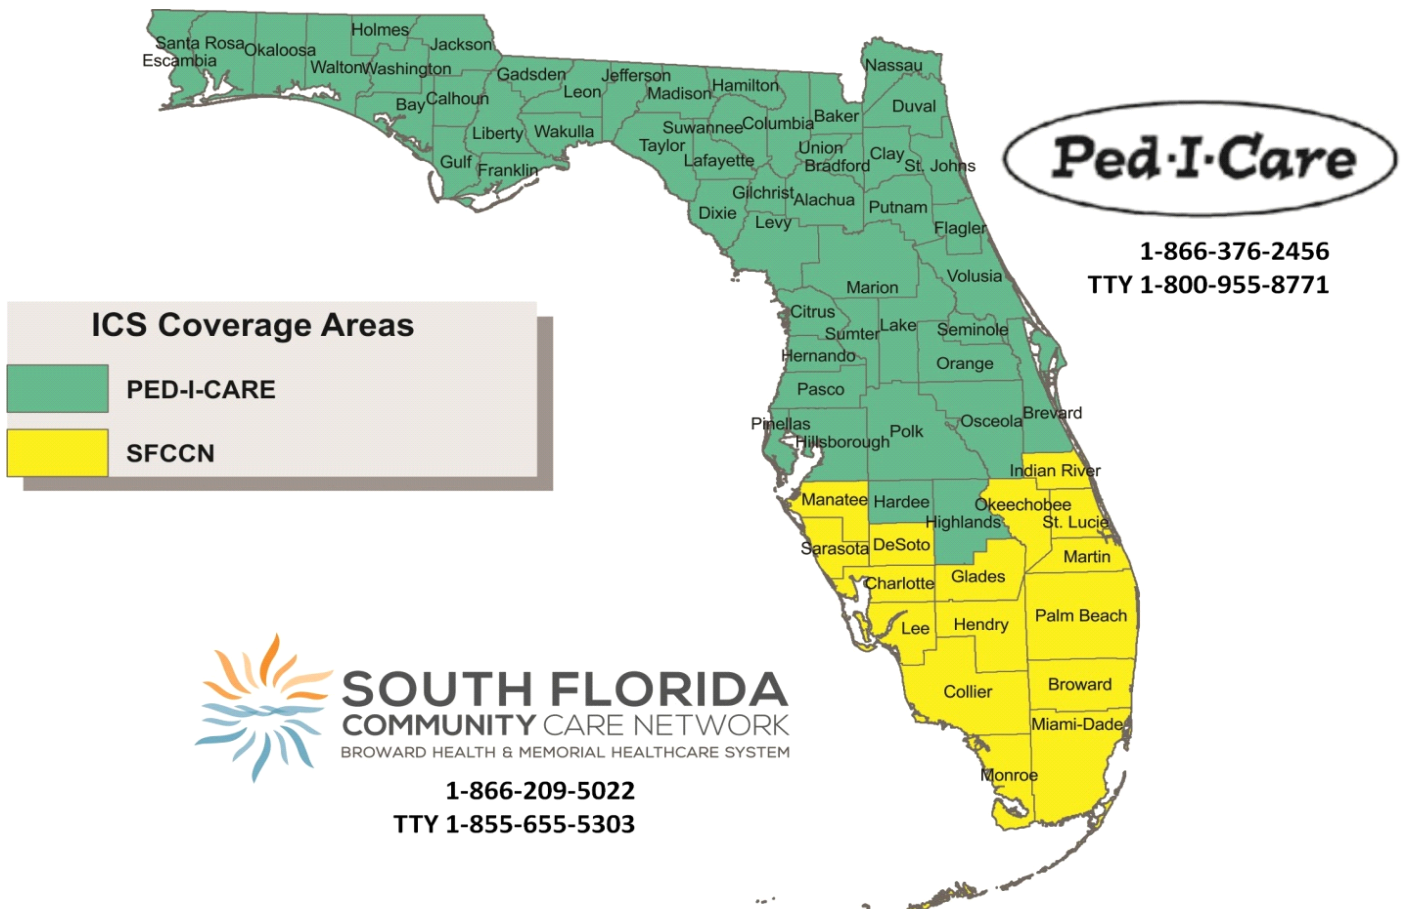 Holmes
Santa Rosa
Okaloosa
Jackson
Escambia
Walton
Washington
Gadsden
Jefferson
Nassau
Leon
Madison
Hamilton
Bay
Calhoun
Duval
Liberty
Wakulla
Suwannee
Columbia
Baker
Taylor
Union
Gulf
Franklin
Lafayette
Bradford
Clay
St. Johns
Ped-I-Care
Gilchrist
Alachua
Dixie
Levy
Putnam
Flagler
1-866-376-2456
TTY 1-800-955-8771
Volusia
Marion
Citrus
ICS Coverage Areas
Sumter
Lake
Seminole
Hernando
Orange
PED-I-CARE
Pasco
Pinellas
Hillsborough
Polk
Osceola
Brevard
SFCCN
Indian River
Manatee
Hardee
Okeechobee
Highlands
St. Lucie
Sarasota
DeSoto
Martin
Charlotte
Glades
Palm Beach
Lee
Hendry
Collier
Broward
Miami-Dade
Monroe
SOUTH FLORIDA
COMMUNITY CARE NETWORK
BROWARD HEALTH & MEMORIAL HEALTHCARE SYSTEM
1-866-209-5022
TTY 1-855-655-5303